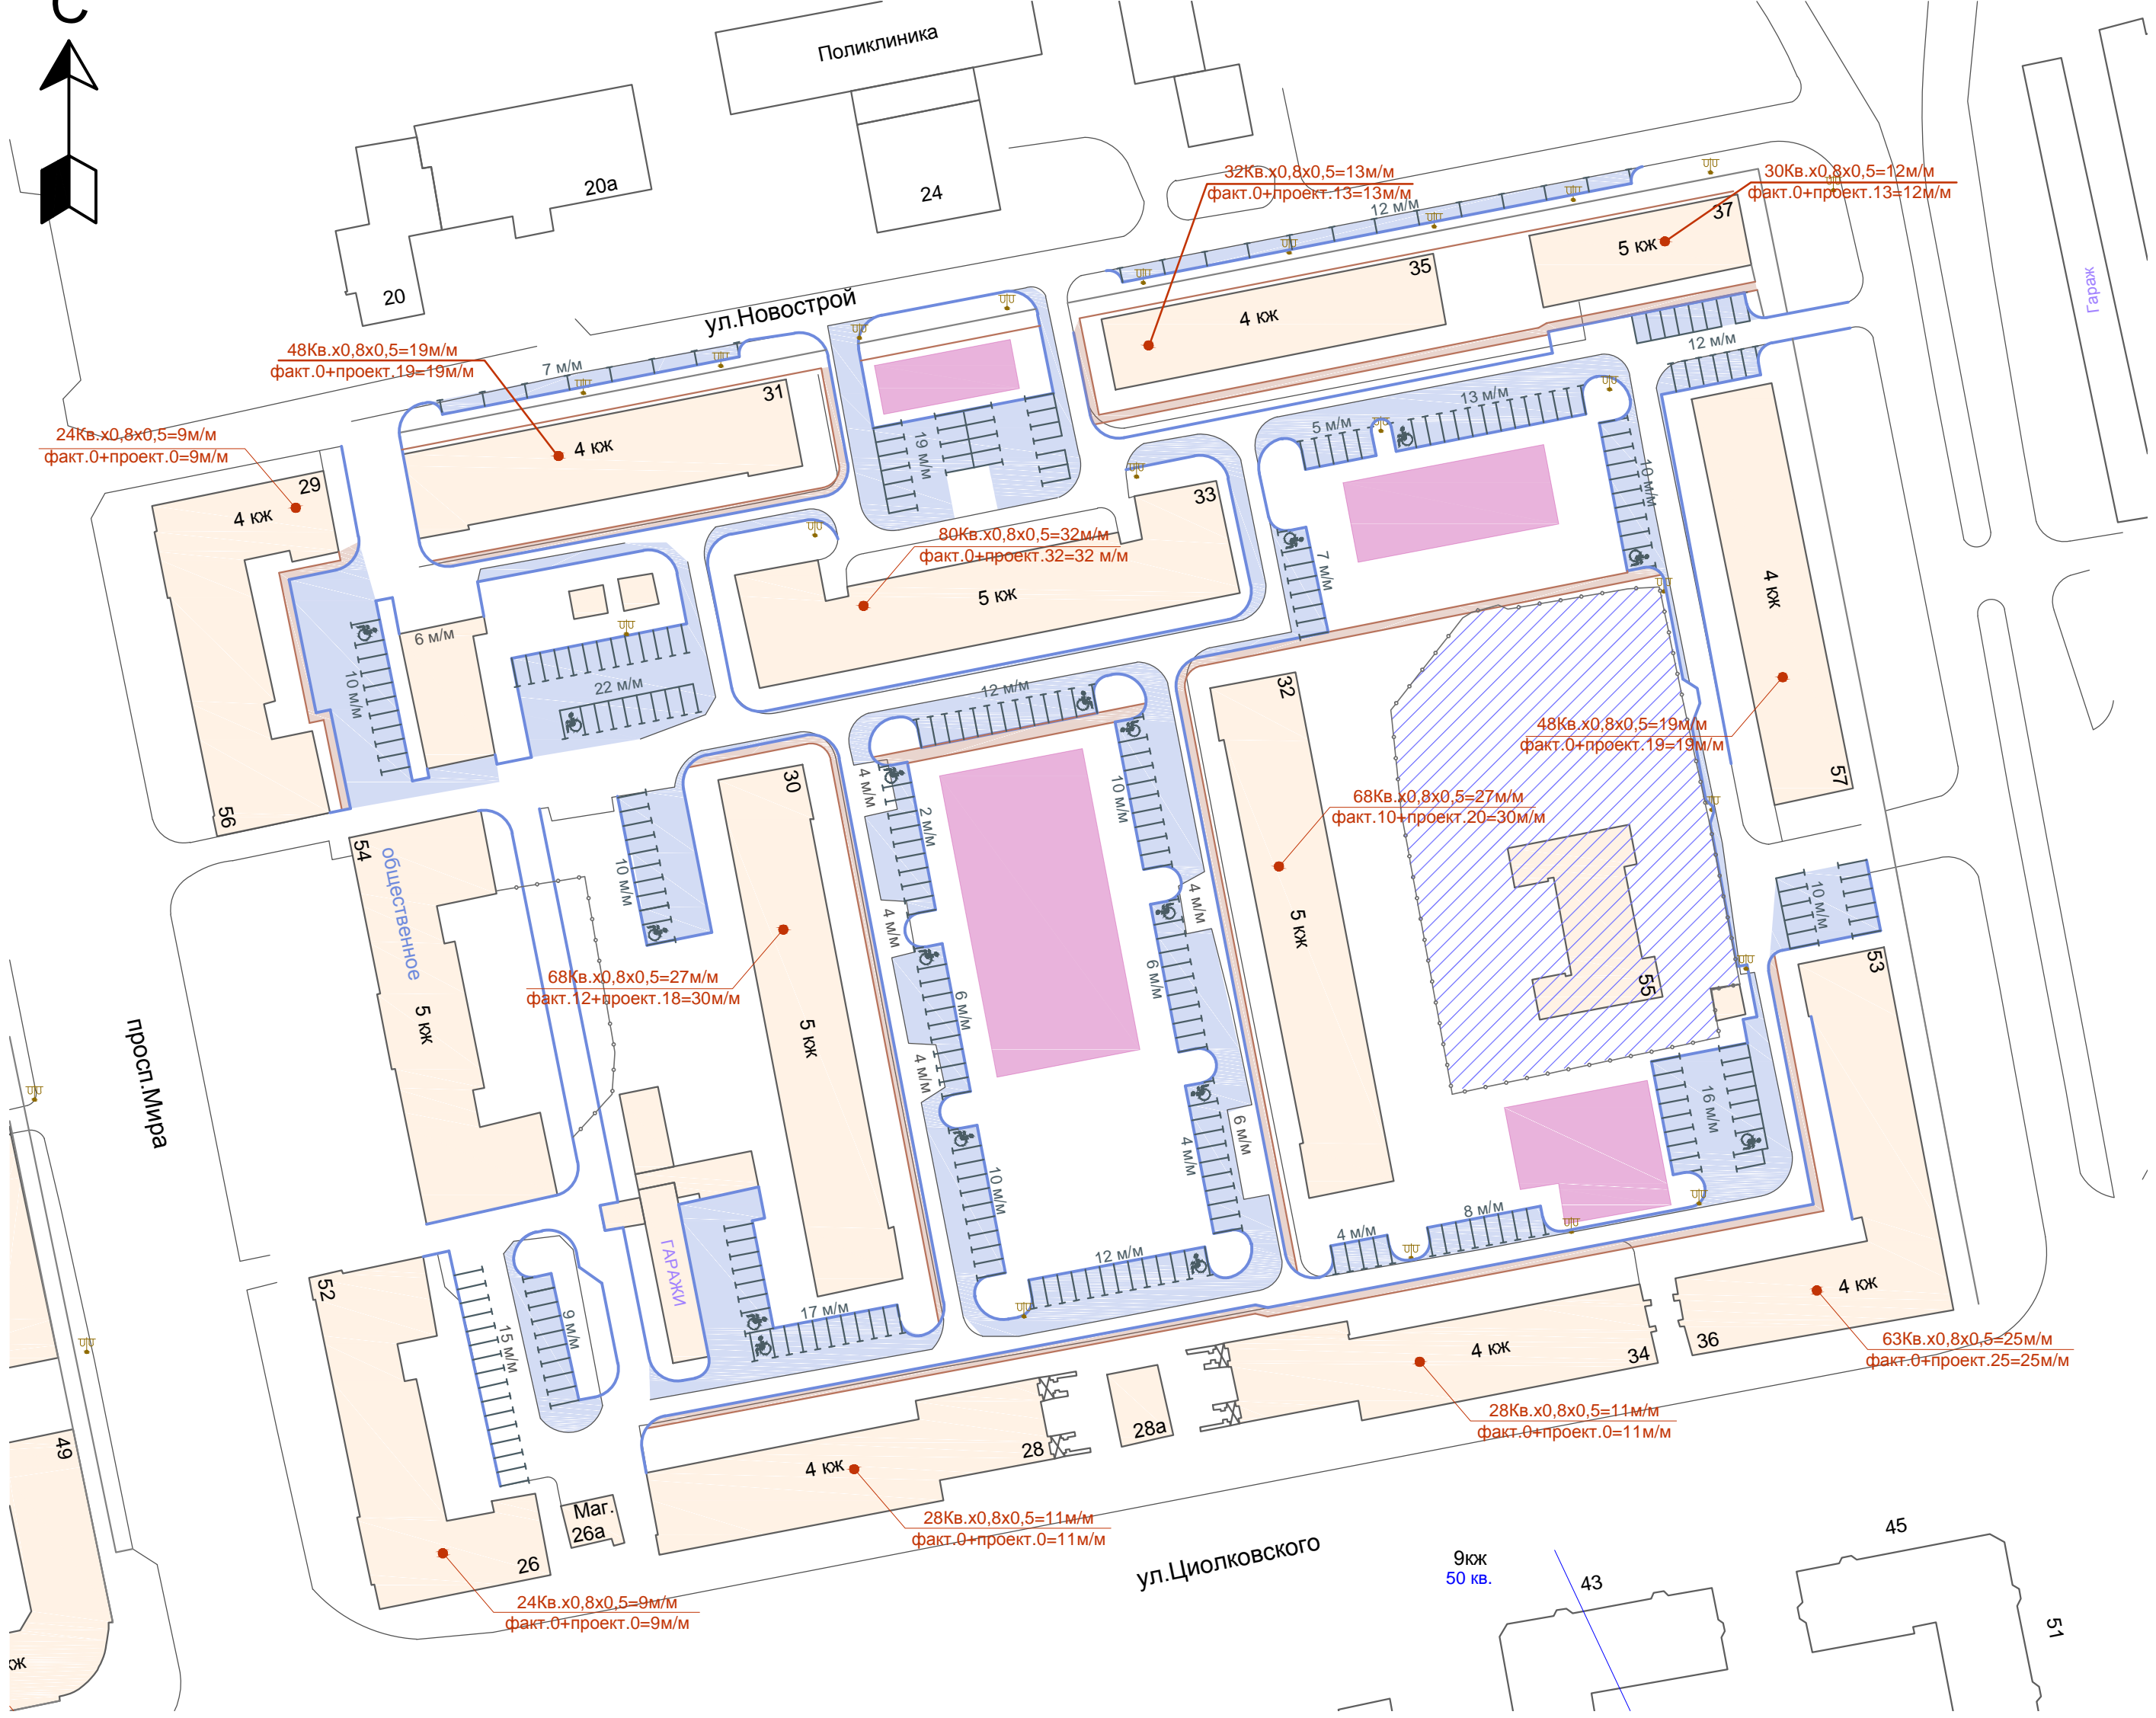 С
Поликлиника
20а
24
20
ул.Новострой
32Кв.х0,8х0,5=13м/м
факт.0+проект.13=13м/м
12 м/м
30Кв.х0,8х0,5=12м/м
факт.0+проект.13=12м/м
37
5 кж
35
4 кж
Гараж
48Кв.х0,8х0,5=19м/м
факт.0+проект.19=19м/м
7 м/м
31
4 кж
24Кв.х0,8х0,5=9м/м
факт.0+проект.0=9м/м
29
4 кж
56
19 м/м
12 м/м
13 м/м
5 м/м
10 м/м
7 м/м
33
80Кв.х0,8х0,5=32м/м
факт.0+проект.32=32 м/м
5 кж
4 кж
57
48Кв.х0,8х0,5=19м/м
факт.0+проект.19=19м/м
6 м/м
10 м/м
22 м/м
12 м/м
32
30
4 м/м
2 м/м
10 м/м
4 м/м
68Кв.х0,8х0,5=27м/м
факт.10+проект.20=30м/м
5 кж
54
общественное
5 кж
10 м/м
68Кв.х0,8х0,5=27м/м
факт.12+проект.18=30м/м
5 кж
4 м/м
6 м/м
6 м/м
4 м/м
10 м/м
4 м/м
6 м/м
12 м/м
55
10 м/м
53
16 м/м
8 м/м
4 м/м
просп.Мира
ГАРАЖИ
17 м/м
52
15 м/м
9 м/м
49
кж
4 кж
36
63Кв.х0,8х0,5=25м/м
факт.0+проект.25=25м/м
4 кж
34
28Кв.х0,8х0,5=11м/м
факт.0+проект.0=11м/м
28а
28
4 кж
28Кв.х0,8х0,5=11м/м
факт.0+проект.0=11м/м
Маг.
26а
26
24Кв.х0,8х0,5=9м/м
факт.0+проект.0=9м/м
ул.Циолковского
9кж
50 кв.
43
45
51